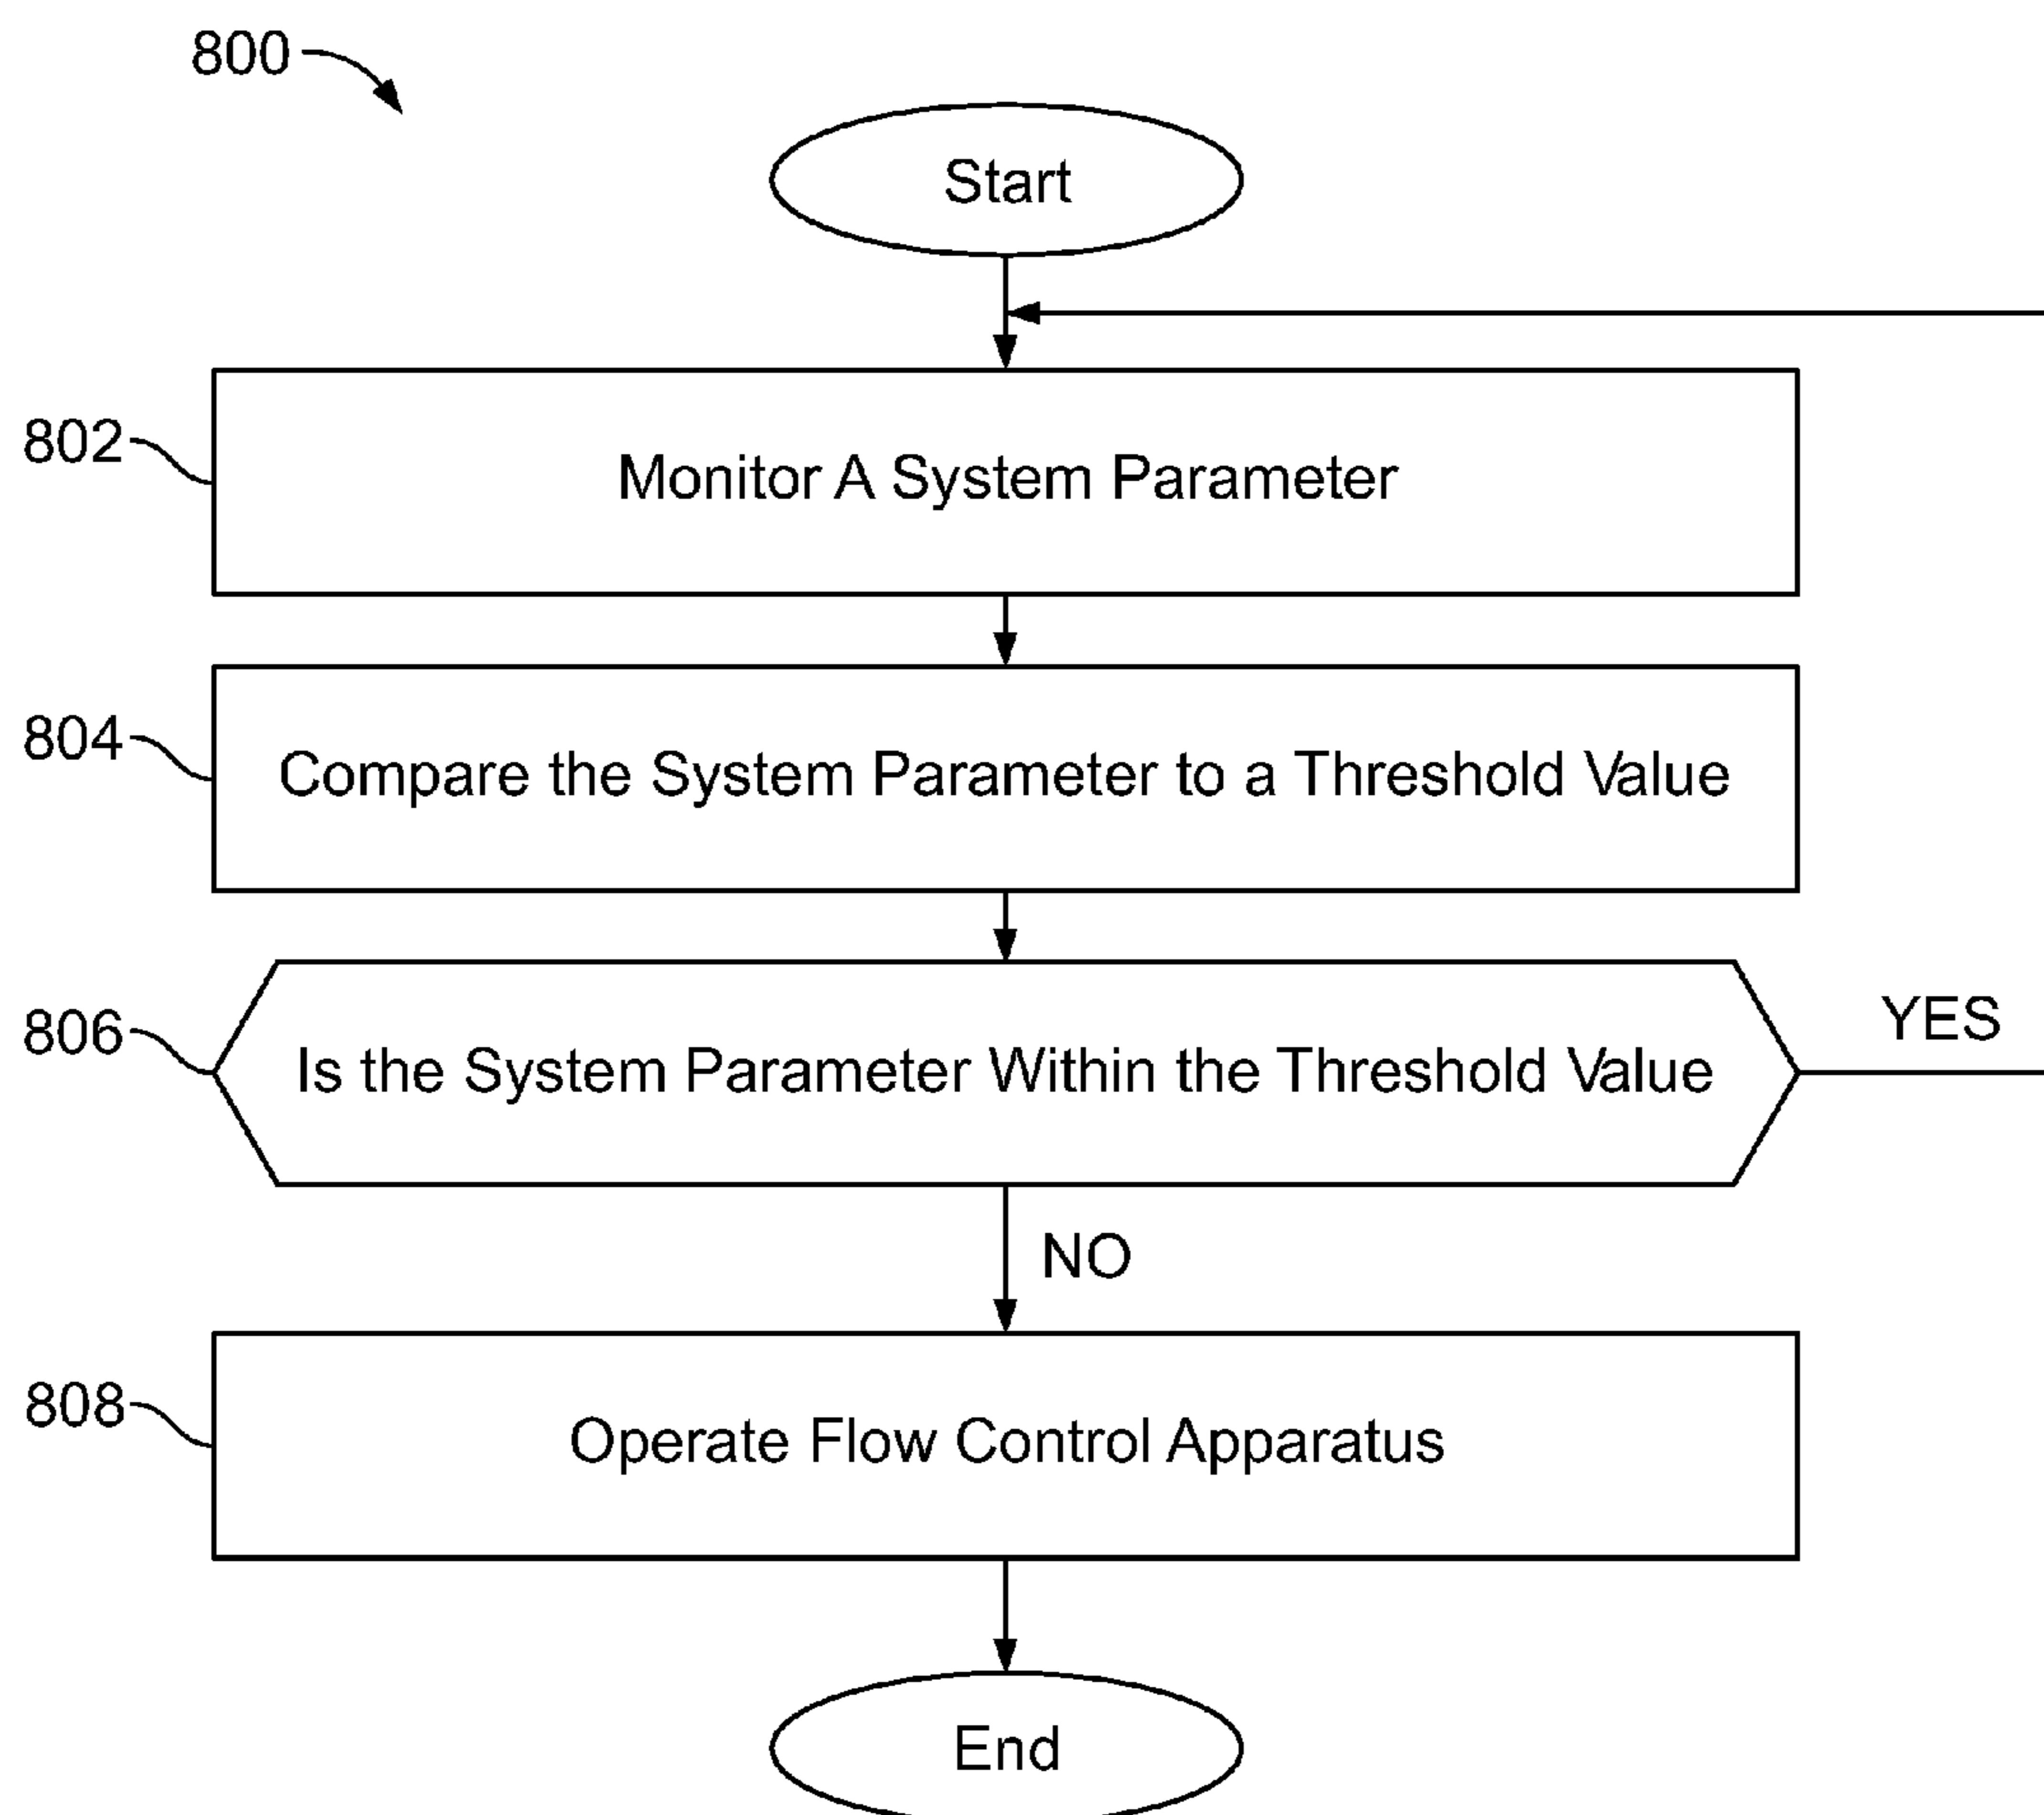 800
Start
802
Monitor A System Parameter
804
Compare the System Parameter to a Threshold Value
806
Is the System Parameter Within the Threshold Value
YES
NO
808
Operate Flow Control Apparatus
End